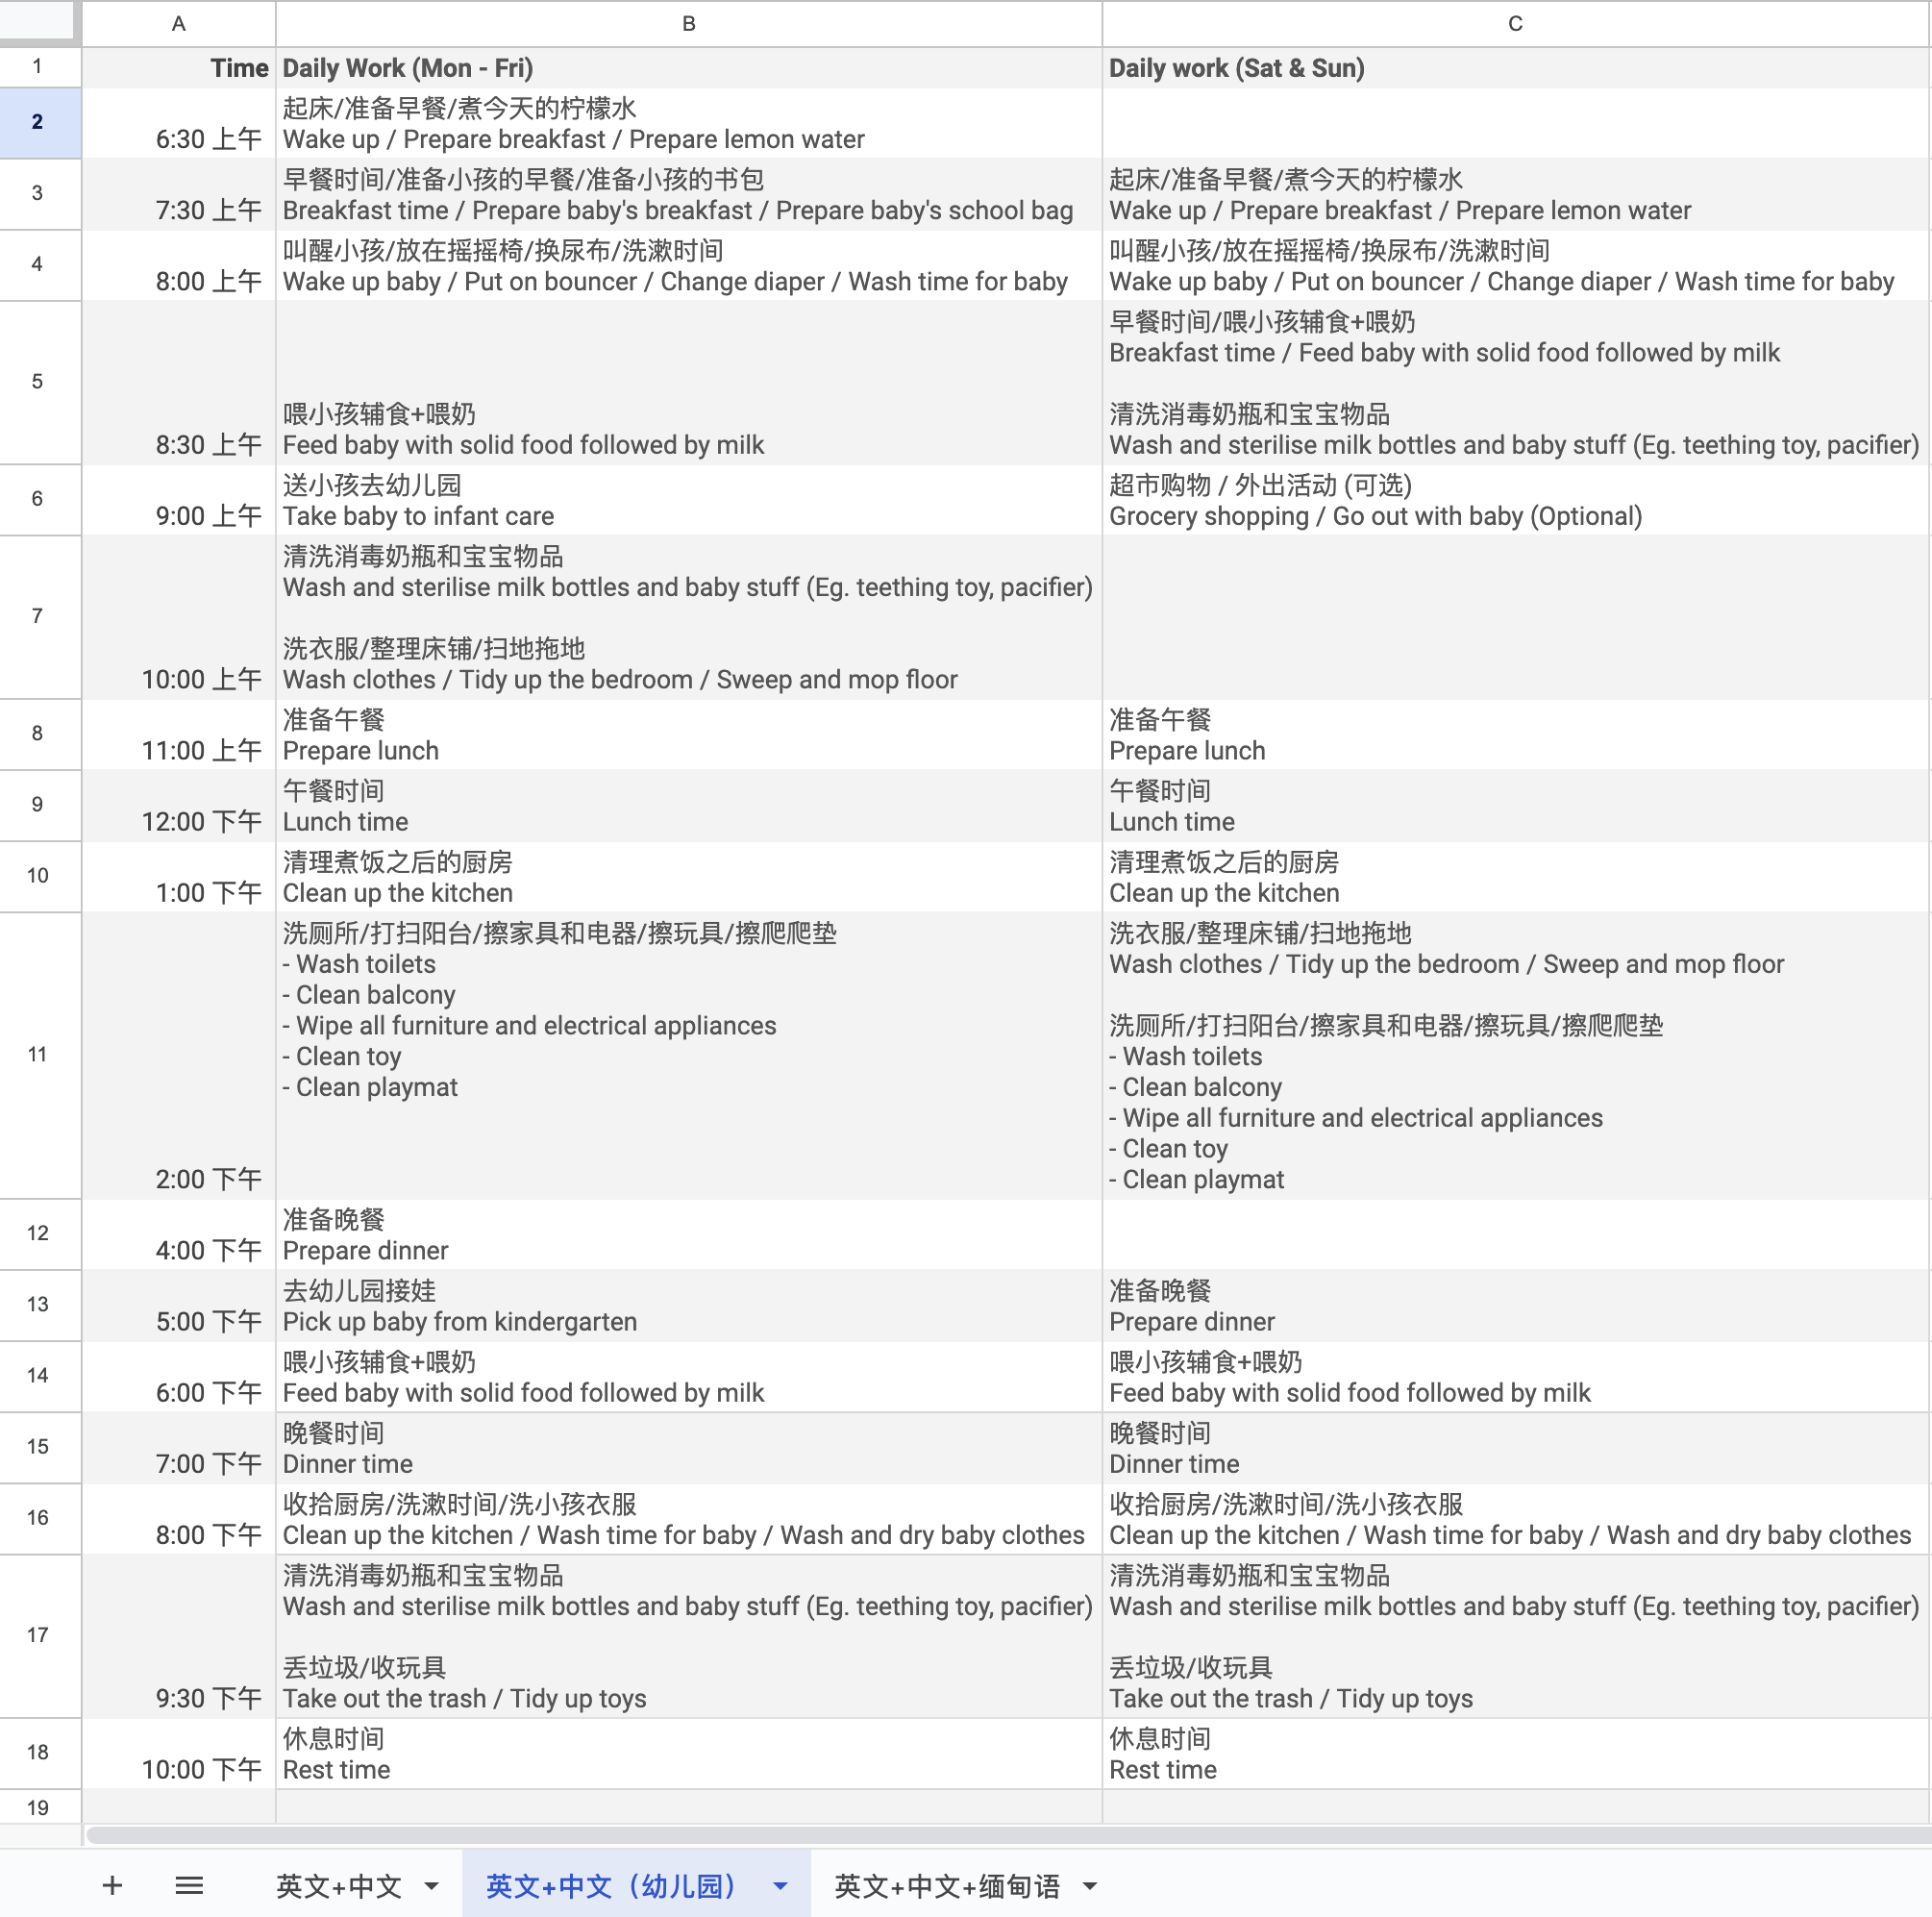 A
B
C
1
Time
Daily Work (Mon - Fri)
Daily work (Sat & Sun)
2
6:30 上午
起床/准备早餐/煮今天的柠檬水
Wake up / Prepare breakfast / Prepare lemon water
3
7:30 上午
早餐时间/准备小孩的早餐/准备小孩的书包
Breakfast time / Prepare baby's breakfast / Prepare baby's school bag
起床/准备早餐/煮今天的柠檬水
Wake up / Prepare breakfast / Prepare lemon water
4
8:00 上午
叫醒小孩/放在摇摇椅/换尿布/洗漱时间
Wake up baby / Put on bouncer / Change diaper / Wash time for baby
叫醒小孩/放在摇摇椅/换尿布/洗漱时间
Wake up baby / Put on bouncer / Change diaper / Wash time for baby
5
8:30 上午
喂小孩辅食+喂奶
Feed baby with solid food followed by milk
早餐时间/喂小孩辅食+喂奶
Breakfast time / Feed baby with solid food followed by milk
清洗消毒奶瓶和宝宝物品
Wash and sterilise milk bottles and baby stuff (Eg. teething toy, pacifier)
6
9:00 上午
送小孩去幼儿园
Take baby to infant care
超市购物 / 外出活动 (可选)
Grocery shopping / Go out with baby (Optional)
7
10:00 上午
清洗消毒奶瓶和宝宝物品
Wash and sterilise milk bottles and baby stuff (Eg. teething toy, pacifier)
洗衣服/整理床铺/扫地拖地
Wash clothes / Tidy up the bedroom / Sweep and mop floor
8
11:00 上午
准备午餐
Prepare lunch
准备午餐
Prepare lunch
9
12:00 下午
午餐时间
Lunch time
午餐时间
Lunch time
10
1:00 下午
清理煮饭之后的厨房
Clean up the kitchen
清理煮饭之后的厨房
Clean up the kitchen
11
2:00 下午
洗厕所/打扫阳台/擦家具和电器/擦玩具/擦爬爬垫
- Wash toilets
- Clean balcony
- Wipe all furniture and electrical appliances
- Clean toy
- Clean playmat
洗衣服/整理床铺/扫地拖地
Wash clothes / Tidy up the bedroom / Sweep and mop floor
洗厕所/打扫阳台/擦家具和电器/擦玩具/擦爬爬垫
- Wash toilets
- Clean balcony
- Wipe all furniture and electrical appliances
- Clean toy
- Clean playmat
12
4:00 下午
准备晚餐
Prepare dinner
13
5:00 下午
去幼儿园接娃
Pick up baby from kindergarten
准备晚餐
Prepare dinner
14
6:00 下午
喂小孩辅食+喂奶
Feed baby with solid food followed by milk
喂小孩辅食+喂奶
Feed baby with solid food followed by milk
15
7:00 下午
晚餐时间
Dinner time
晚餐时间
Dinner time
16
8:00 下午
收拾厨房/洗漱时间/洗小孩衣服
Clean up the kitchen / Wash time for baby / Wash and dry baby clothes
收拾厨房/洗漱时间/洗小孩衣服
Clean up the kitchen / Wash time for baby / Wash and dry baby clothes
17
9:30 下午
清洗消毒奶瓶和宝宝物品
Wash and sterilise milk bottles and baby stuff (Eg. teething toy, pacifier)
丢垃圾/收玩具
Take out the trash / Tidy up toys
清洗消毒奶瓶和宝宝物品
Wash and sterilise milk bottles and baby stuff (Eg. teething toy, pacifier)
丢垃圾/收玩具
Take out the trash / Tidy up toys
18
10:00 下午
休息时间
Rest time
休息时间
Rest time
19
英文+中文
英文+中文（幼儿园）
英文+中文+缅甸语